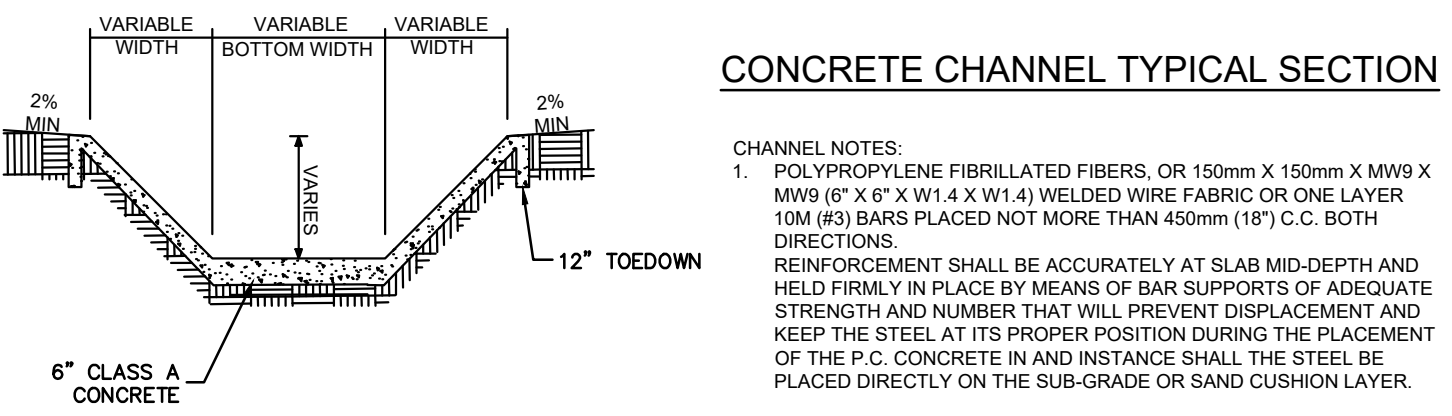 VARIABLE VARIABLE VARIABLE
WIDTH BOTTOM WIDTH WIDTH
2%
MIN
2%
MIN
VARIES
12" TOEDOWN
6" CLASS A
CONCRETE
CONCRETE CHANNEL TYPICAL SECTION
CHANNEL NOTES:
1. POLYPROPYLENE FIBRILLATED FIBERS, OR 150mm X 150mm X MW9 X
MW9 (6" X 6" X W1.4 X W1.4) WELDED WIRE FABRIC OR ONE LAYER
10M (#3) BARS PLACED NOT MORE THAN 450mm (18") C.C. BOTH
DIRECTIONS.
REINFORCEMENT SHALL BE ACCURATELY AT SLAB MID-DEPTH AND
HELD FIRMLY IN PLACE BY MEANS OF BAR SUPPORTS OF ADEQUATE
STRENGTH AND NUMBER THAT WILL PREVENT DISPLACEMENT AND
KEEP THE STEEL AT ITS PROPER POSITION DURING THE PLACEMENT
OF THE P.C. CONCRETE IN AND INSTANCE SHALL THE STEEL BE
PLACED DIRECTLY ON THE SUB-GRADE OR SAND CUSHION LAYER.